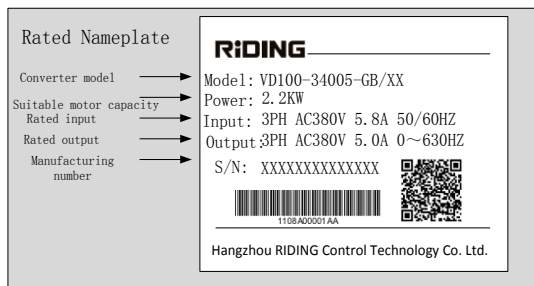 Rated Nameplate
RiDING
Converter model
Model: VD100-34005-GB/XX
Suitable motor capacity
Power: 2.2KW
Rated input
Input: 3PH AC380V 5.8A 50/60HZ
Rated output
Output:3PH AC380V 5.0A 0～630HZ
Manufacturing
number
S/N: XXXXXXXXXXXXXX
1108A00001AA
Hangzhou RIDING Control Technology Co. Ltd.